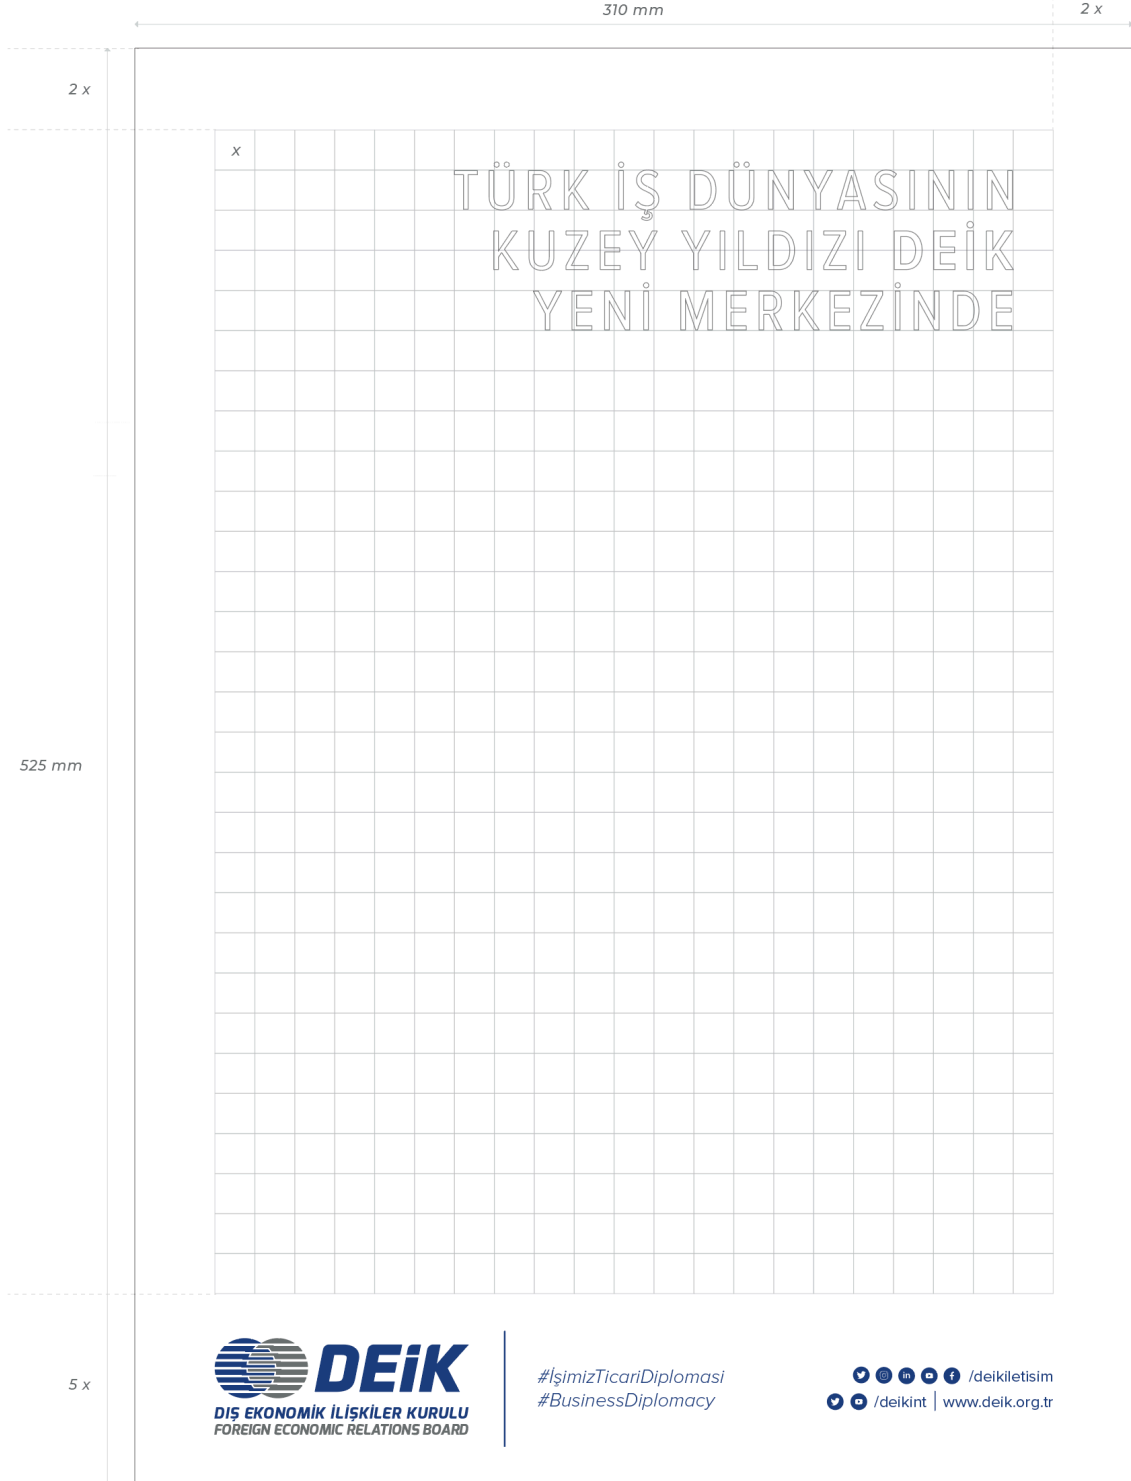 310 mm
2 x
2 x
x
TÜRK İŞ DÜNYASININ
KUZEY YILDIZI DEİK
YENİ MERKEZİNDE
525 mm
5 x
DEiK
DIŞ EKONOMİK İLİŞKİLER KURULU
FOREIGN ECONOMIC RELATIONS BOARD
#İşimizTicariDiplomasi
#BusinessDiplomacy
/deikiletisim
/deikint | www.deik.org.tr